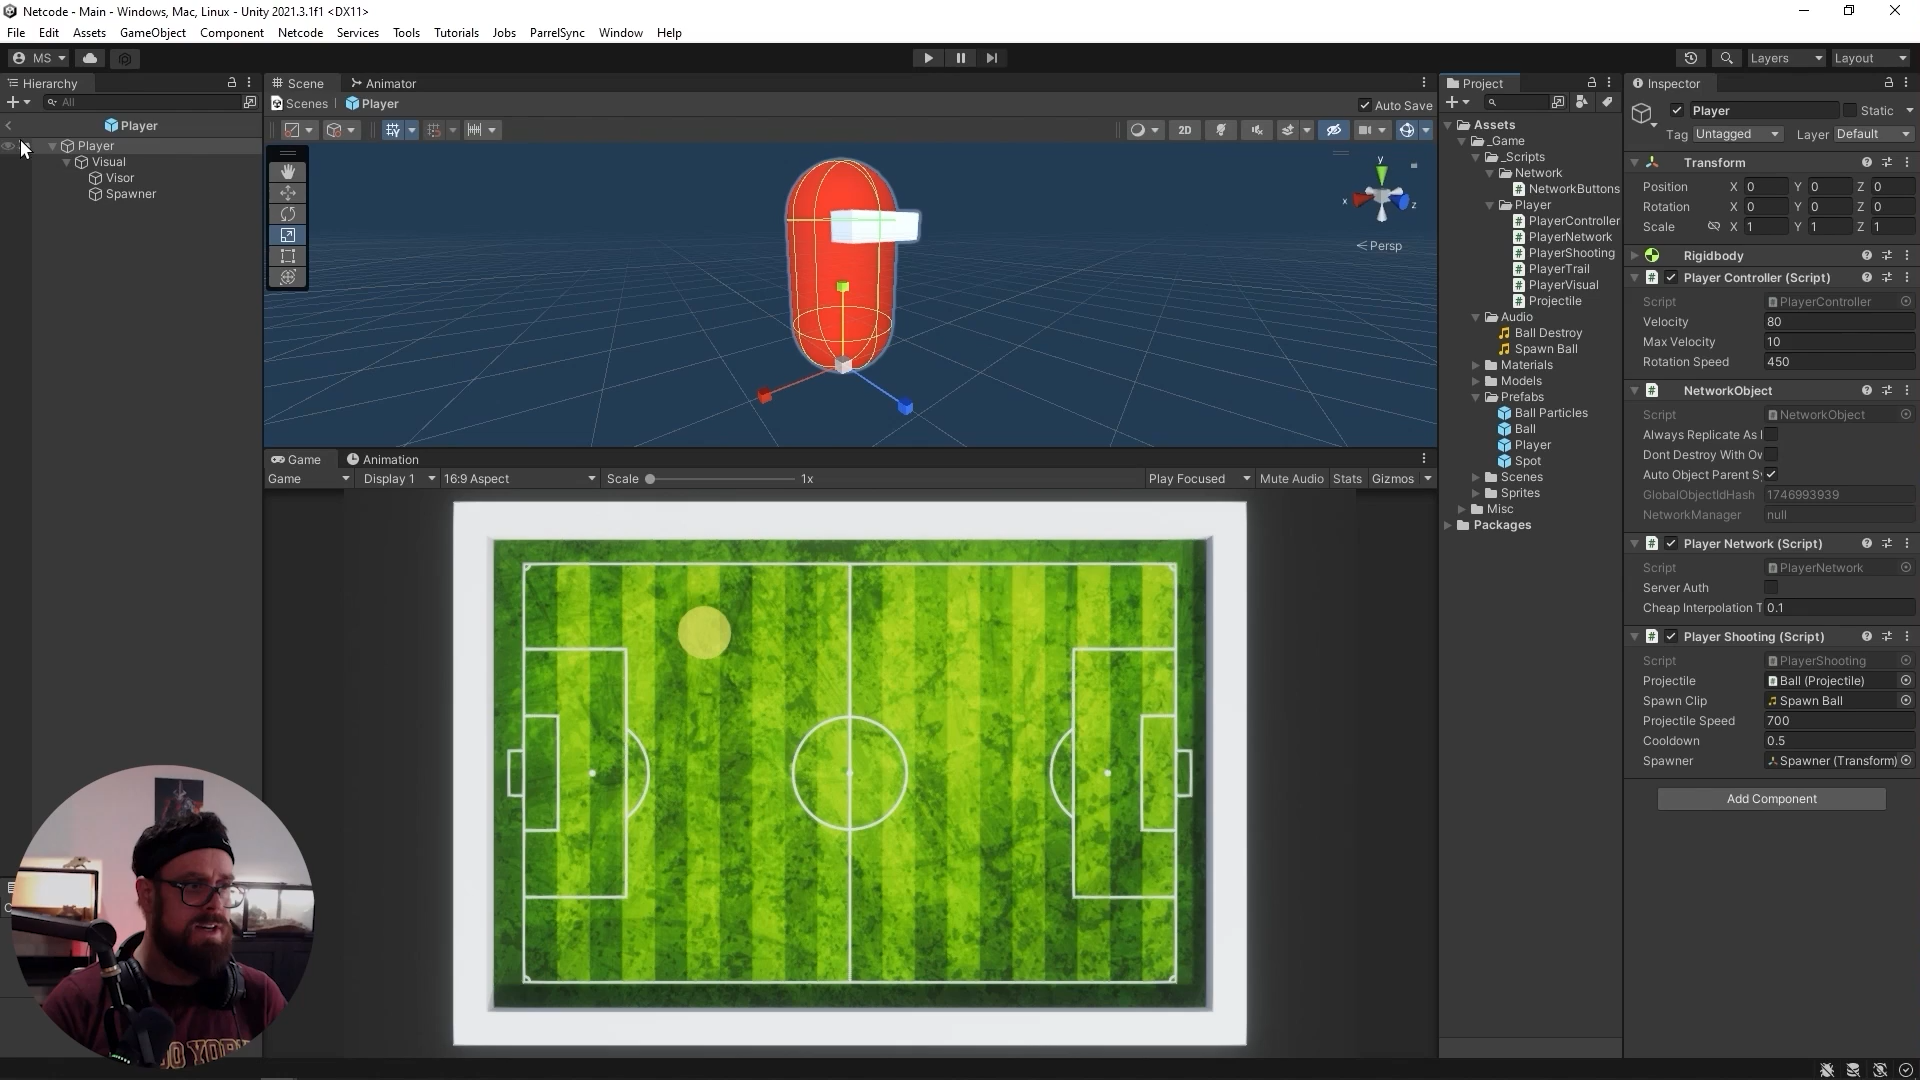 Netcode - Main - Windows, Mac, Linux - Unity 2021.3.1f1 <DX11>
File Edit Assets GameObject Component Netcode Services Tools Tutorials Jobs ParrelSync Window Help
MS
Layers
Layout
Hierarchy
All
Player
Player
Visual
Visor
Spawner
Scene
Animator
Scenes
Player
Auto Save
2D
y
x
z
Persp
Game
Animation
Game
Display 1
16:9 Aspect
Scale
1x
Play Focused
Mute Audio
Stats
Gizmos
Project
Assets
_Game
_Scripts
Network
NetworkButtons
Player
PlayerController
PlayerNetwork
PlayerShooting
PlayerTrail
PlayerVisual
Projectile
Audio
Ball Destroy
Spawn Ball
Materials
Models
Prefabs
Ball Particles
Ball
Player
Spot
Scenes
Sprites
Misc
Packages
Inspector
Player
Static
Tag Untagged
Layer Default
Transform
Position X 0 Y 0 Z 0
Rotation X 0 Y 0 Z 0
Scale X 1 Y 1 Z 1
Rigidbody
Player Controller (Script)
Script PlayerController
Velocity 80
Max Velocity 10
Rotation Speed 450
NetworkObject
Script NetworkObject
Always Replicate As
Dont Destroy With Ov
Auto Object Parent S
GlobalObjectIdHash 1746993939
NetworkManager null
Player Network (Script)
Script PlayerNetwork
Server Auth
Cheap Interpolation T 0.1
Player Shooting (Script)
Script PlayerShooting
Projectile Ball (Projectile)
Spawn Clip Spawn Ball
Projectile Speed 700
Cooldown 0.5
Spawner Spawner (Transform)
Add Component